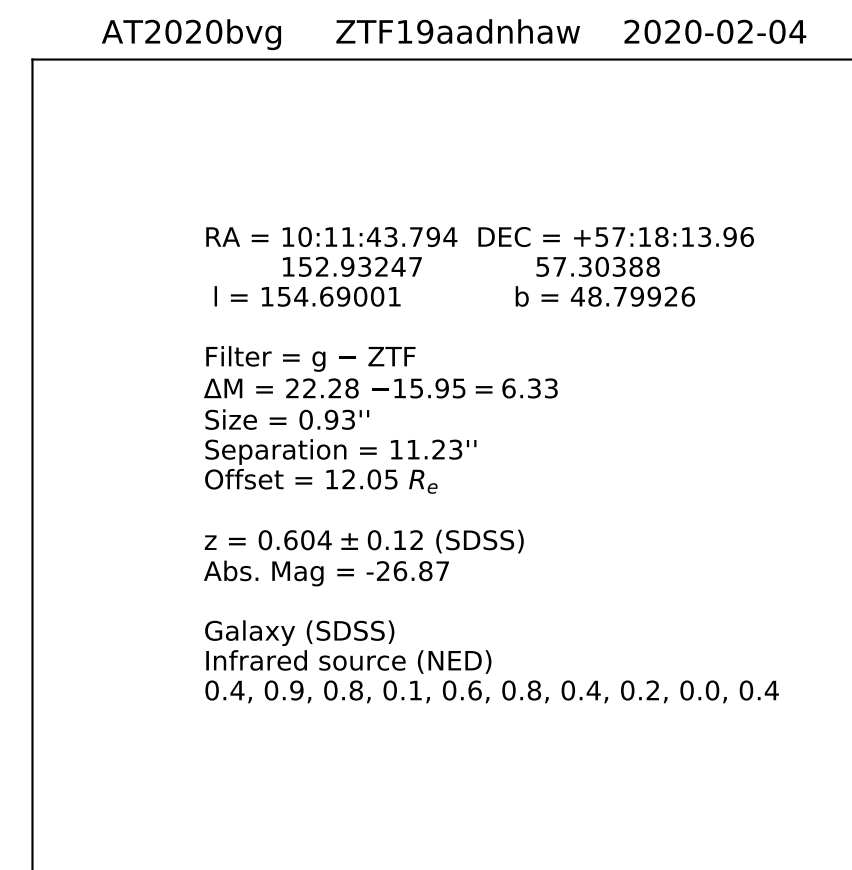 AT2020bvg ZTF19aadnhaw 2020-02-04
RA = 10:11:43.794 DEC = +57:18:13.96
152.93247 57.30388
l = 154.69001 b = 48.79926
Filter = g − ZTF
ΔM = 22.28 −15.95 = 6.33
Size = 0.93''
Separation = 11.23''
Offset = 12.05 Re
z = 0.604 ± 0.12 (SDSS)
Abs. Mag = -26.87
Galaxy (SDSS)
Infrared source (NED)
0.4, 0.9, 0.8, 0.1, 0.6, 0.8, 0.4, 0.2, 0.0, 0.4